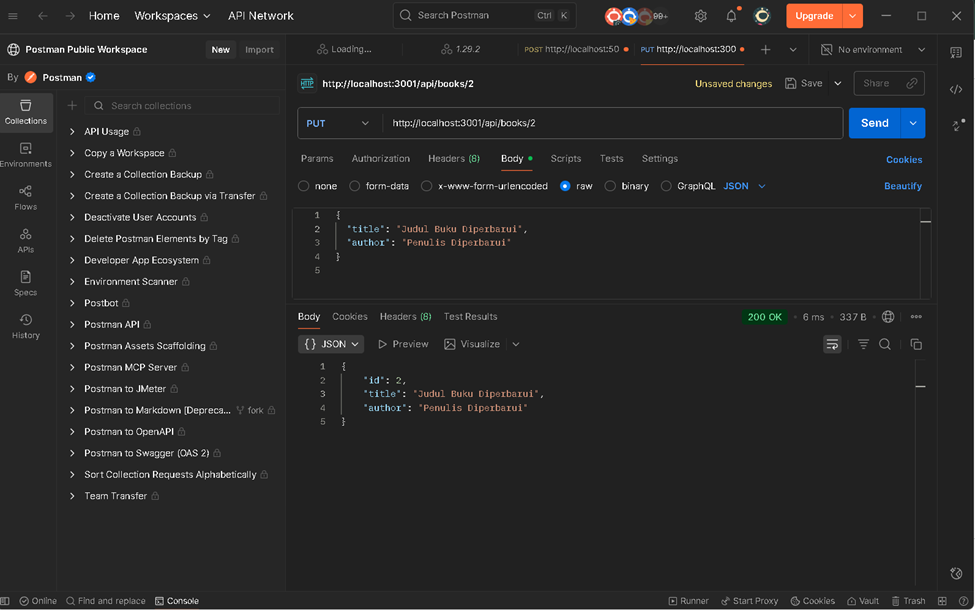 Home Workspaces API Network Search Postman Ctrl K 99+ Upgrade
Postman Public Workspace New Import Loading... 1.29.2 POST http://localhost:50 PUT http://localhost:300 No environment
By Postman
http://localhost:3001/api/books/2 Unsaved changes Save Share
Collections
Environments
Flows
APIs
Specs
History
Search collections
API Usage
Copy a Workspace
Create a Collection Backup
Create a Collection Backup via Transfer
Deactivate User Accounts
Delete Postman Elements by Tag
Developer App Ecosystem
Environment Scanner
Postbot
Postman API
Postman Assets Scaffolding
Postman MCP Server
Postman to JMeter
Postman to Markdown [Depreca... fork
Postman to OpenAPI
Postman to Swagger (OAS 2)
Sort Collection Requests Alphabetically
Team Transfer
PUT http://localhost:3001/api/books/2 Send
Params Authorization Headers (8) Body Scripts Tests Settings Cookies
none form-data x-www-form-urlencoded raw binary GraphQL JSON Beautify
1 {
2 "title": "Judul Buku Diperbarui",
3 "author": "Penulis Diperbarui"
4 }
5
Body Cookies Headers (8) Test Results 200 OK 6 ms 337 B
{} JSON Preview Visualize
1 {
2 "id": 2,
3 "title": "Judul Buku Diperbarui",
4 "author": "Penulis Diperbarui"
5 }
Online Find and replace Console Runner Start Proxy Cookies Vault Trash